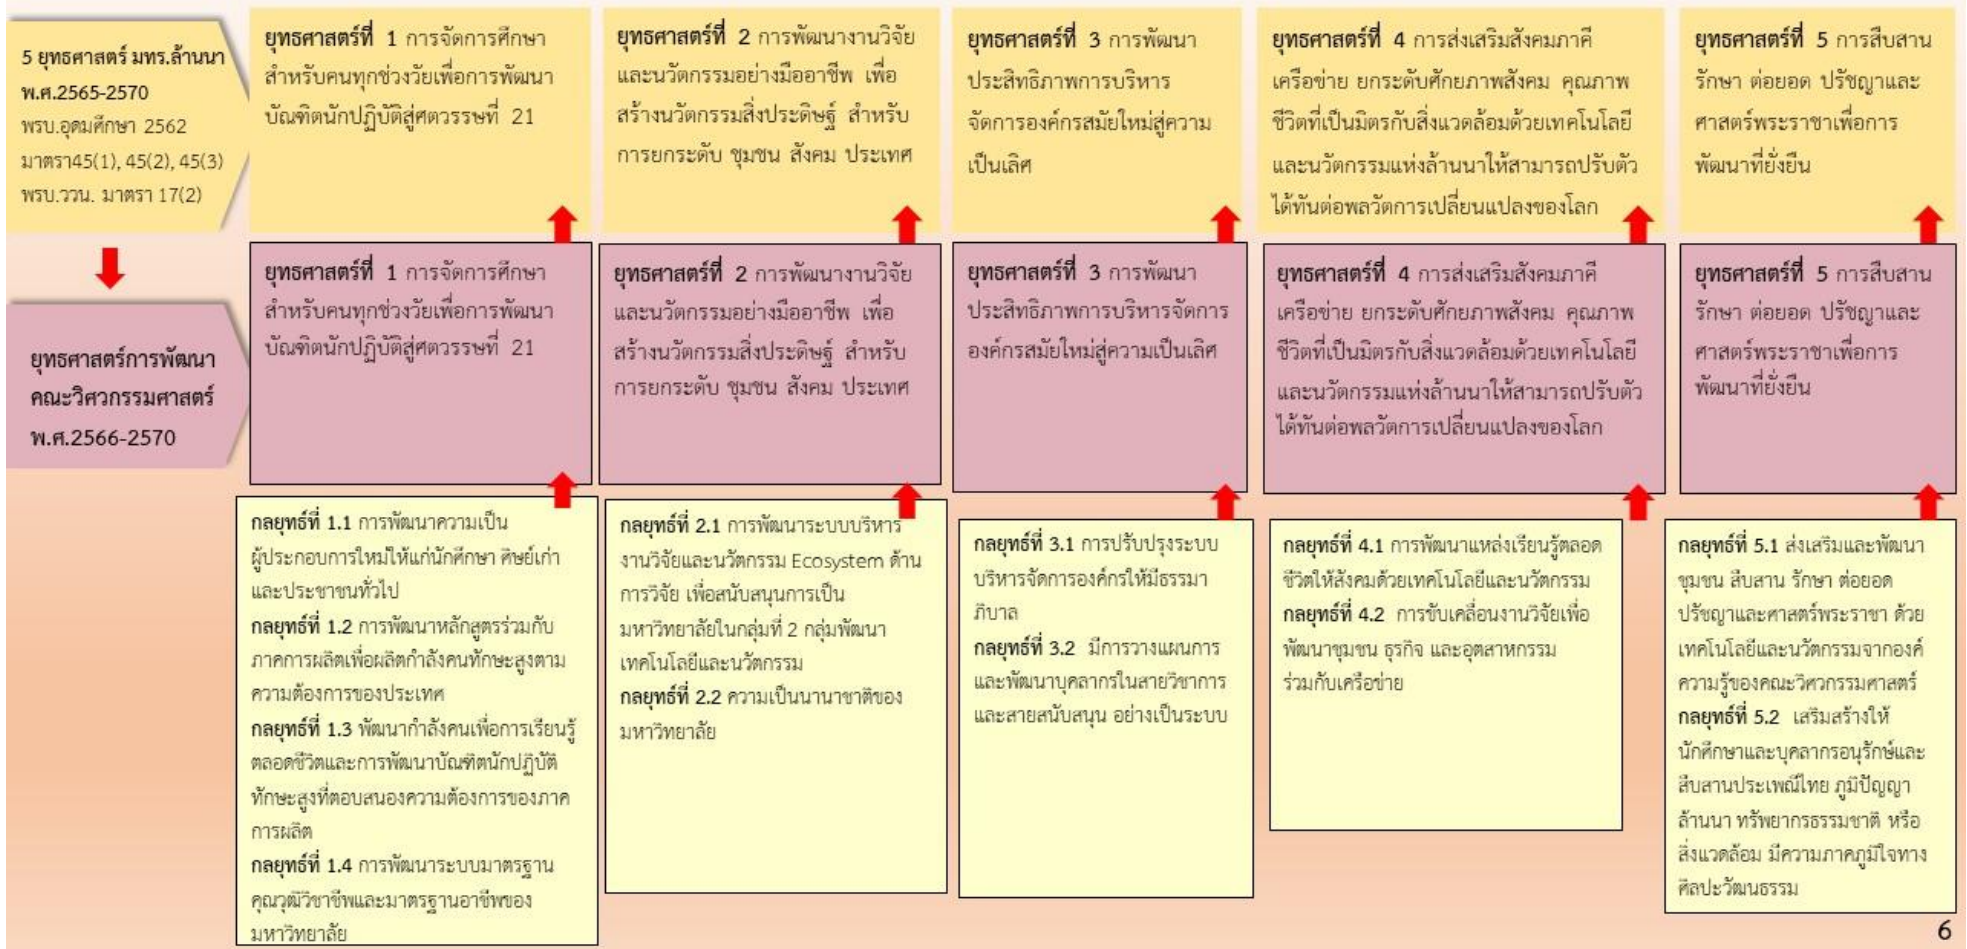 5 ยุทธศาสตร์ มทร.ล้านนา
พ.ศ.2565-2570
พรบ.อุดมศึกษา 2562
มาตรา45(1), 45(2), 45(3)
พรบ.ววน. มาตรา 17(2)
ยุทธศาสตร์ที่ 1 การจัดการศึกษา
สำหรับคนทุกช่วงวัยเพื่อการพัฒนา
บัณฑิตนักปฏิบัติสู่ศตวรรษที่ 21
ยุทธศาสตร์ที่ 2 การพัฒนางานวิจัย
และนวัตกรรมอย่างมืออาชีพ เพื่อ
สร้างนวัตกรรมสิ่งประดิษฐ์ สำหรับ
การยกระดับ ชุมชน สังคม ประเทศ
ยุทธศาสตร์ที่ 3 การพัฒนา
ประสิทธิภาพการบริหาร
จัดการองค์กรสมัยใหม่สู่ความ
เป็นเลิศ
ยุทธศาสตร์ที่ 4 การส่งเสริมสังคมภาคี
เครือข่าย ยกระดับศักยภาพสังคม คุณภาพ
ชีวิตที่เป็นมิตรกับสิ่งแวดล้อมด้วยเทคโนโลยี
และนวัตกรรมแห่งล้านนาให้สามารถปรับตัว
ได้ทันต่อพลวัตการเปลี่ยนแปลงของโลก
ยุทธศาสตร์ที่ 5 การสืบสาน
รักษา ต่อยอด ปรัชญาและ
ศาสตร์พระราชาเพื่อการ
พัฒนาที่ยั่งยืน
ยุทธศาสตร์การพัฒนา
คณะวิศวกรรมศาสตร์
พ.ศ.2566-2570
ยุทธศาสตร์ที่ 1 การจัดการศึกษา
สำหรับคนทุกช่วงวัยเพื่อการพัฒนา
บัณฑิตนักปฏิบัติสู่ศตวรรษที่ 21
ยุทธศาสตร์ที่ 2 การพัฒนางานวิจัย
และนวัตกรรมอย่างมืออาชีพ เพื่อ
สร้างนวัตกรรมสิ่งประดิษฐ์ สำหรับ
การยกระดับ ชุมชน สังคม ประเทศ
ยุทธศาสตร์ที่ 3 การพัฒนา
ประสิทธิภาพการบริหารจัดการ
องค์กรสมัยใหม่สู่ความเป็นเลิศ
ยุทธศาสตร์ที่ 4 การส่งเสริมสังคมภาคี
เครือข่าย ยกระดับศักยภาพสังคม คุณภาพ
ชีวิตที่เป็นมิตรกับสิ่งแวดล้อมด้วยเทคโนโลยี
และนวัตกรรมแห่งล้านนาให้สามารถปรับตัว
ได้ทันต่อพลวัตการเปลี่ยนแปลงของโลก
ยุทธศาสตร์ที่ 5 การสืบสาน
รักษา ต่อยอด ปรัชญาและ
ศาสตร์พระราชาเพื่อการ
พัฒนาที่ยั่งยืน
กลยุทธ์ที่ 1.1 การพัฒนาความเป็น
ผู้ประกอบการใหม่ให้แก่นักศึกษา ศิษย์เก่า
และประชาชนทั่วไป
กลยุทธ์ที่ 1.2 การพัฒนาหลักสูตรร่วมกับ
ภาคการผลิตเพื่อผลิตกำลังคนทักษะสูงตาม
ความต้องการของประเทศ
กลยุทธ์ที่ 1.3 พัฒนากำลังคนเพื่อการเรียนรู้
ตลอดชีวิตและการพัฒนาบัณฑิตนักปฏิบัติ
ทักษะสูงที่ตอบสนองความต้องการของภาค
การผลิต
กลยุทธ์ที่ 1.4 การพัฒนาระบบมาตรฐาน
คุณวุฒิวิชาชีพและมาตรฐานอาชีพของ
มหาวิทยาลัย
กลยุทธ์ที่ 2.1 การพัฒนาระบบบริหาร
งานวิจัยและนวัตกรรม Ecosystem ด้าน
การวิจัย เพื่อสนับสนุนการเป็น
มหาวิทยาลัยในกลุ่มที่ 2 กลุ่มพัฒนา
เทคโนโลยีและนวัตกรรม
กลยุทธ์ที่ 2.2 ความเป็นนานาชาติของ
มหาวิทยาลัย
กลยุทธ์ที่ 3.1 การปรับปรุงระบบ
บริหารจัดการองค์กรให้มีธรรมา
ภิบาล
กลยุทธ์ที่ 3.2 มีการวางแผนการ
และพัฒนาบุคลากรในสายวิชาการ
และสายสนับสนุน อย่างเป็นระบบ
กลยุทธ์ที่ 4.1 การพัฒนาแหล่งเรียนรู้ตลอด
ชีวิตให้สังคมด้วยเทคโนโลยีและนวัตกรรม
กลยุทธ์ที่ 4.2 การขับเคลื่อนงานวิจัยเพื่อ
พัฒนาชุมชน ธุรกิจ และอุตสาหกรรม
ร่วมกับเครือข่าย
กลยุทธ์ที่ 5.1 ส่งเสริมและพัฒนา
ชุมชน สืบสาน รักษา ต่อยอด
ปรัชญาและศาสตร์พระราชา ด้วย
เทคโนโลยีและนวัตกรรมจากองค์
ความรู้ของคณะวิศวกรรมศาสตร์
กลยุทธ์ที่ 5.2 เสริมสร้างให้
นักศึกษาและบุคลากรอนุรักษ์และ
สืบสานประเพณีไทย ภูมิปัญญา
ล้านนา ทรัพยากรธรรมชาติ หรือ
สิ่งแวดล้อม มีความภาคภูมิใจทาง
ศิลปะวัฒนธรรม
6